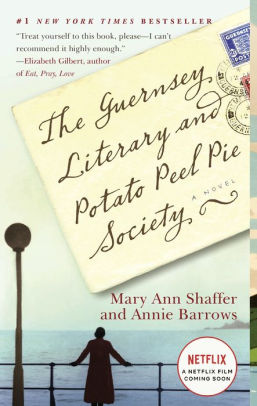 #1 NEW YORK TIMES BESTSELLER
"Treat yourself to this book, please—I can't
recommend it highly enough."
—Elizabeth Gilbert, author
of Eat, Pray, Love
The Guernsey
Literary and
Potato Peel Pie
Society
A NOVEL
Mary Ann Shaffer
and Annie Barrows
NETFLIX
A NETFLIX FILM
COMING SOON